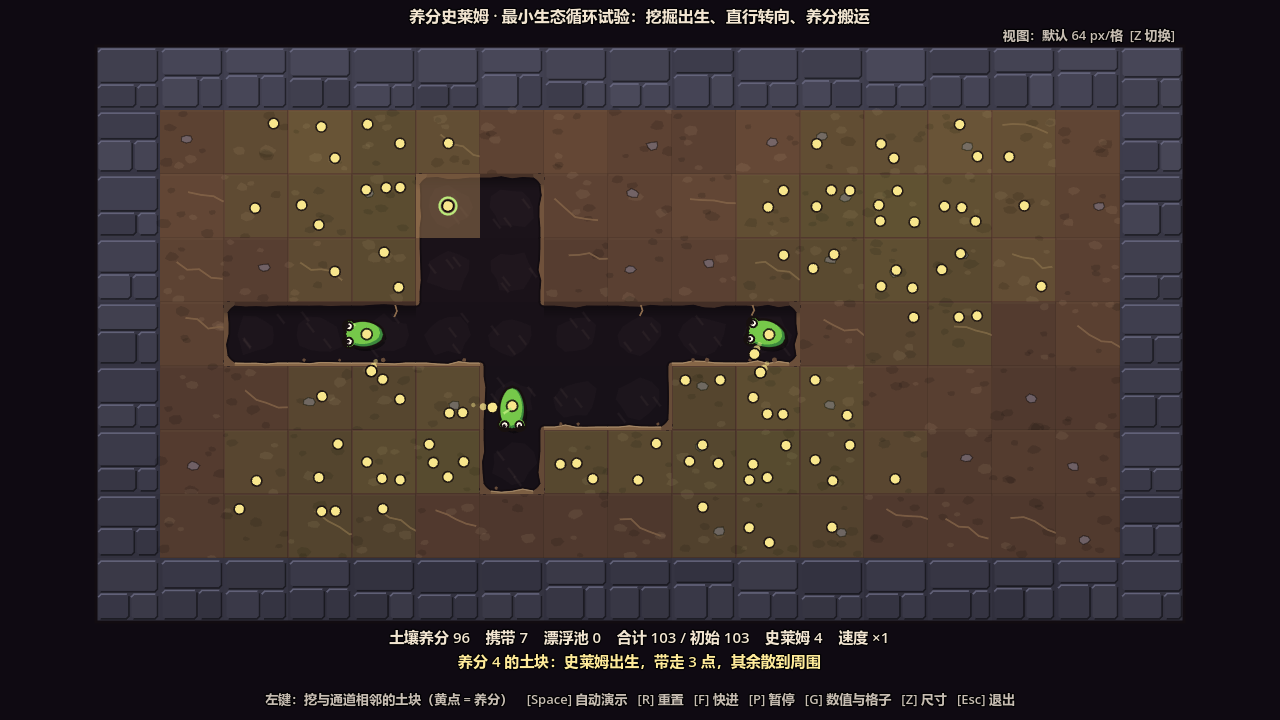 养分史莱姆 · 最小生态循环试验：挖掘出生、直行转向、养分搬运
视图：默认 64 px/格 [Z 切换]
土壤养分 96 携带 7 漂浮池 0 合计 103 / 初始 103 史莱姆 4 速度 ×1
养分 4 的土块：史莱姆出生，带走 3 点，其余散到周围
左键：挖与通道相邻的土块（黄点 = 养分） [Space] 自动演示 [R] 重置 [F] 快进 [P] 暂停 [G] 数值与格子 [Z] 尺寸 [Esc] 退出